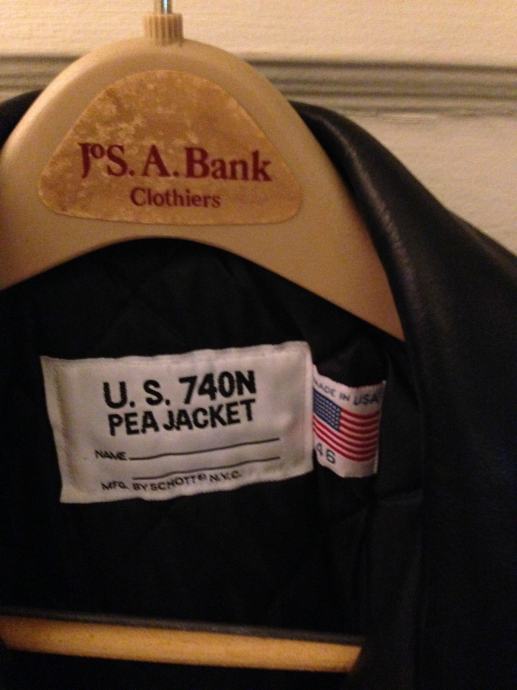 JoS. A. Bank
Clothiers
U. S. 740N
PEA JACKET
NAME
MFG. BY SCHOTT® N.Y.C.
MADE IN USA
46